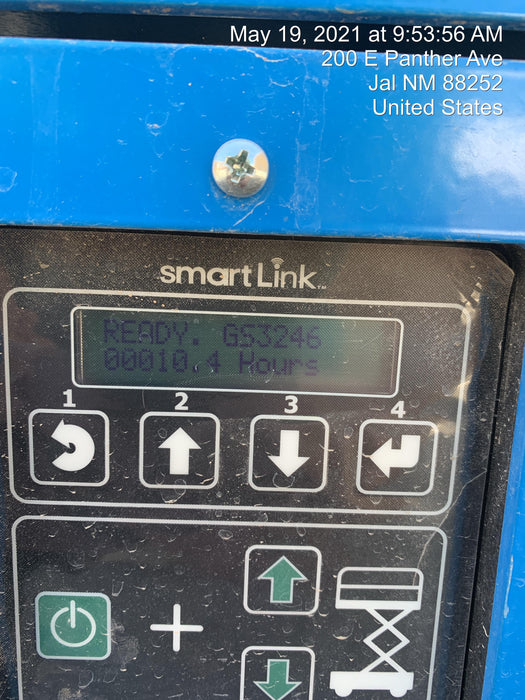 May 19, 2021 at 9:53:56 AM
200 E Panther Ave
Jal NM 88252
United States
smartLink™
READY. GS3246
00010.4 Hours
1 2 3 4